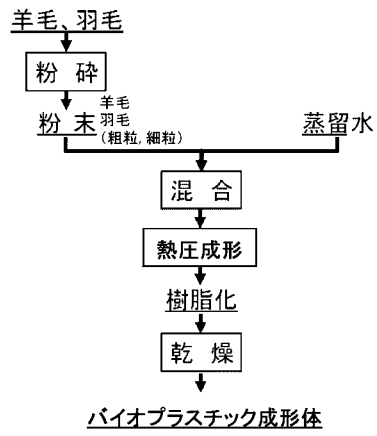 羊毛、羽毛
粉 砕
羊毛
羽毛
粉 末 (粗粒,細粒)
蒸留水
混 合
熱圧成形
樹脂化
乾 燥
バイオプラスチック成形体